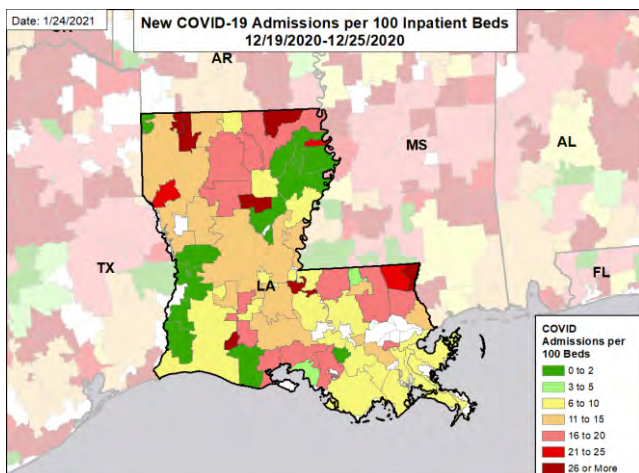 Date: 1/24/2021
New COVID-19 Admissions per 100 Inpatient Beds
12/19/2020-12/25/2020
AR
MS
AL
TX
LA
FL
COVID
Admissions per
100 Beds
0 to 2
3 to 5
6 to 10
11 to 15
16 to 20
21 to 25
26 or More